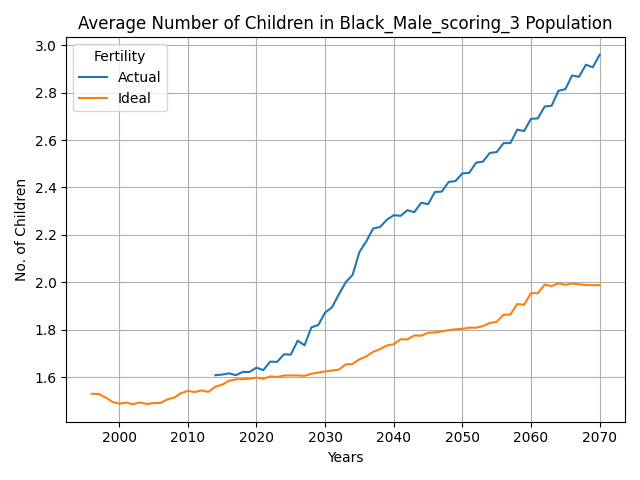 Average Number of Children in Black_Male_scoring_3 Population
Fertility
Actual
Ideal
No. of Children
3.0
2.8
2.6
2.4
2.2
2.0
1.8
1.6
2000 2010 2020 2030 2040 2050 2060 2070
Years